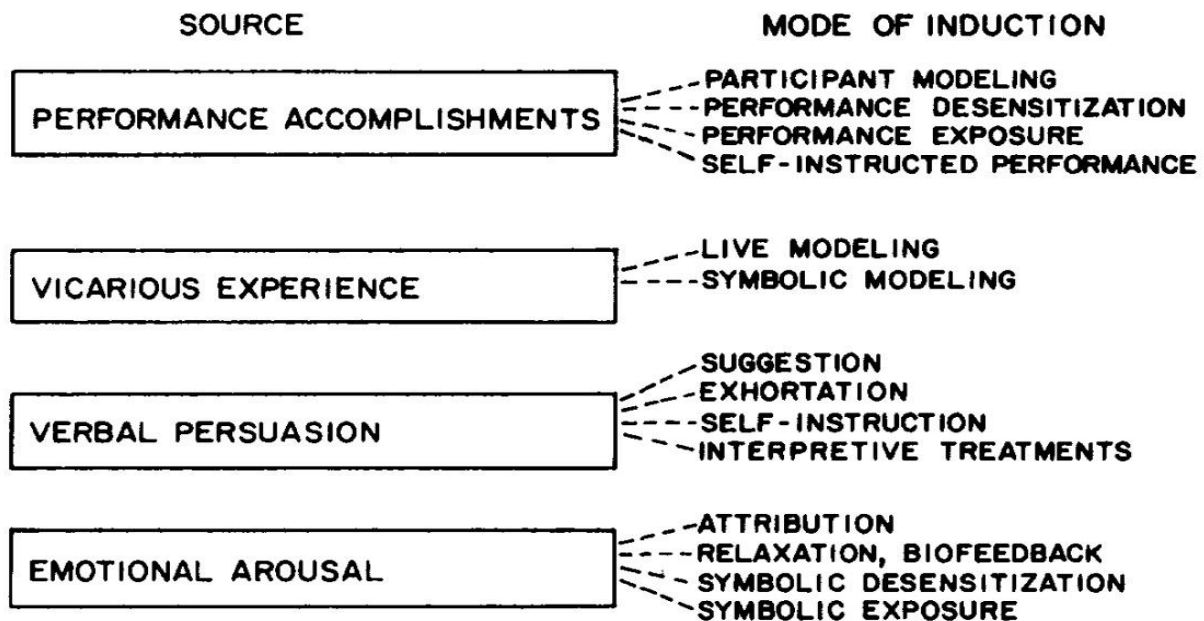 SOURCE
MODE OF INDUCTION
PERFORMANCE ACCOMPLISHMENTS
PARTICIPANT MODELING
PERFORMANCE DESENSITIZATION
PERFORMANCE EXPOSURE
SELF-INSTRUCTED PERFORMANCE
VICARIOUS EXPERIENCE
LIVE MODELING
SYMBOLIC MODELING
VERBAL PERSUASION
SUGGESTION
EXHORTATION
SELF-INSTRUCTION
INTERPRETIVE TREATMENTS
EMOTIONAL AROUSAL
ATTRIBUTION
RELAXATION, BIOFEEDBACK
SYMBOLIC DESENSITIZATION
SYMBOLIC EXPOSURE